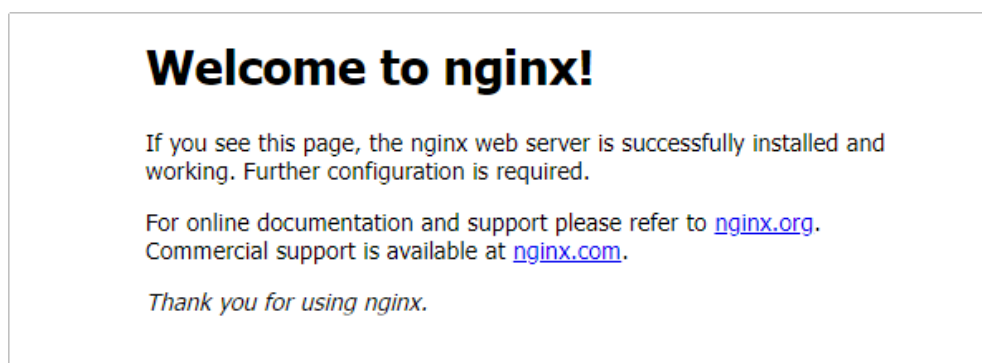 Welcome to nginx!
If you see this page, the nginx web server is successfully installed and
working. Further configuration is required.
For online documentation and support please refer to nginx.org.
Commercial support is available at nginx.com.
Thank you for using nginx.